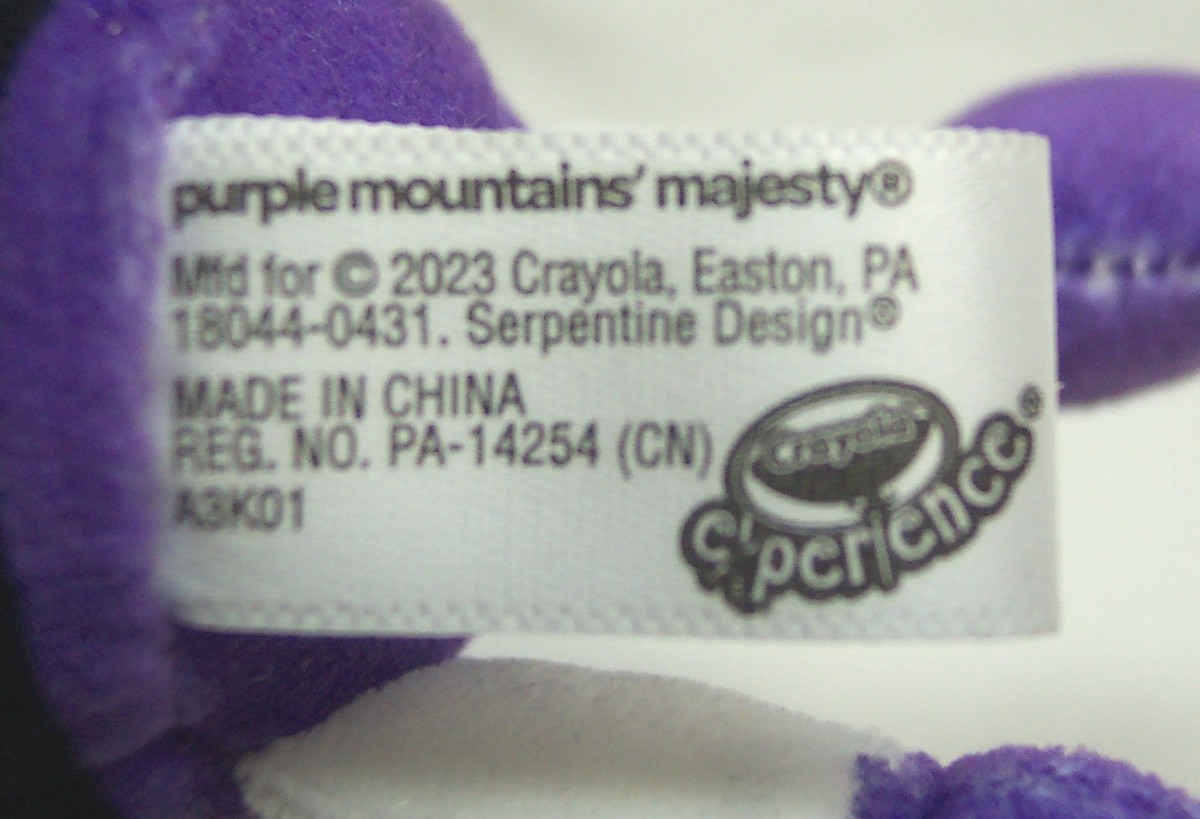 purple mountains' majesty®
Mfd for © 2023 Crayola, Easton, PA
18044-0431. Serpentine Design®
MADE IN CHINA
REG. NO. PA-14254 (CN)
A3K01
Crayola
experience®